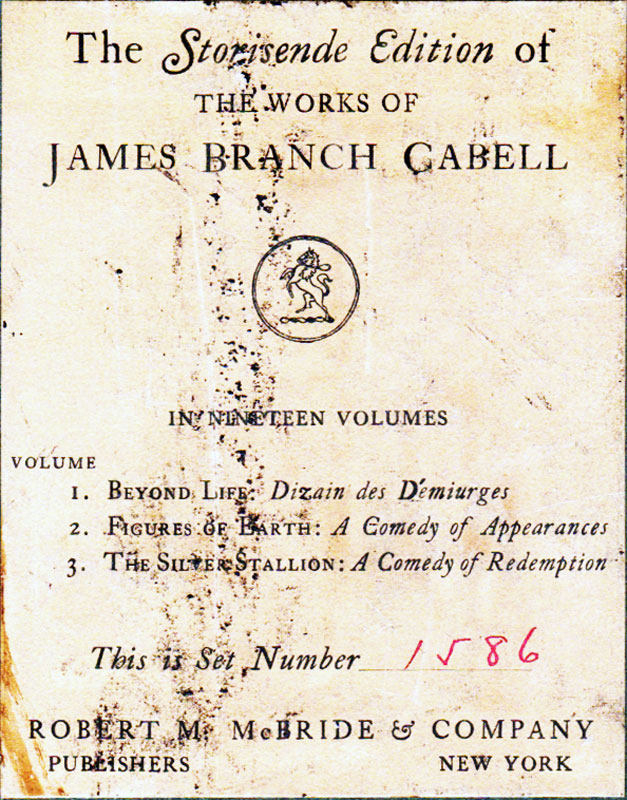 The Storisende Edition of
THE WORKS OF
JAMES BRANCH CABELL
IN NINETEEN VOLUMES
VOLUME
1. BEYOND LIFE: Dizain des Démiurges
2. FIGURES OF EARTH: A Comedy of Appearances
3. THE SILVER STALLION: A Comedy of Redemption
This is Set Number 1586
ROBERT M. McBRIDE & COMPANY
PUBLISHERS NEW YORK